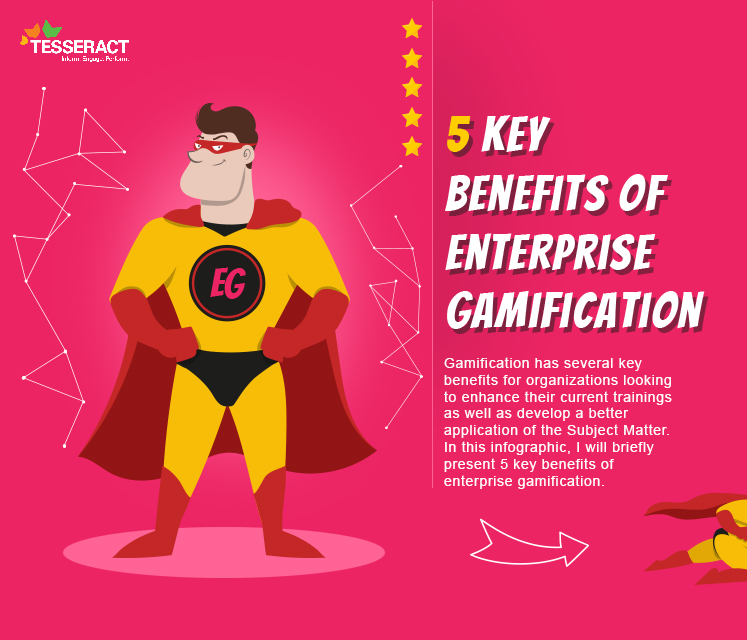 TESSERACT
Inform. Engage. Perform.
5 KEY
BENEFITS OF
ENTERPRISE
GAMIFICATION
EG
Gamification has several key
benefits for organizations looking
to enhance their current trainings
as well as develop a better
application of the Subject Matter.
In this infographic, I will briefly
present 5 key benefits of
enterprise gamification.